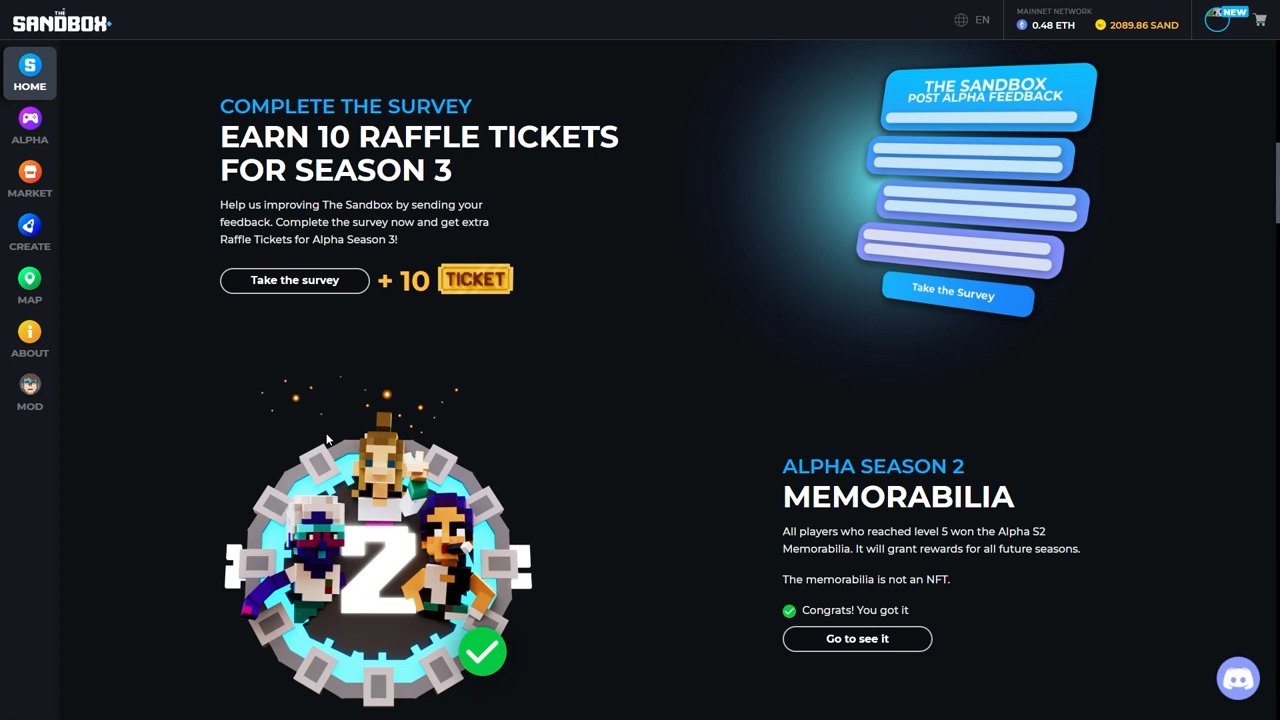 THE
SANDBOX
EN
MAINNET NETWORK
0.48 ETH
2089.86 SAND
NEW
HOME
ALPHA
MARKET
CREATE
MAP
ABOUT
MOD
COMPLETE THE SURVEY
EARN 10 RAFFLE TICKETS
FOR SEASON 3
Help us improving The Sandbox by sending your
feedback. Complete the survey now and get extra
Raffle Tickets for Alpha Season 3!
Take the survey
+ 10 TICKET
THE SANDBOX
POST ALPHA FEEDBACK
Take the Survey
2
ALPHA SEASON 2
MEMORABILIA
All players who reached level 5 won the Alpha S2
Memorabilia. It will grant rewards for all future seasons.
The memorabilia is not an NFT.
Congrats! You got it
Go to see it